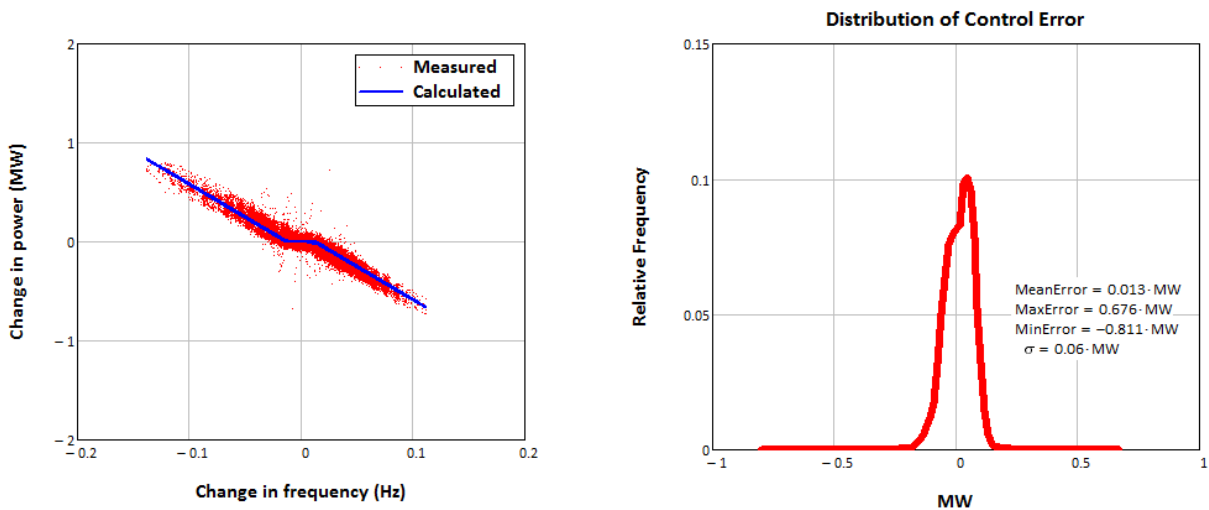 2
1
0
− 1
− 2
− 0.2
− 0.1
0
0.1
0.2
Change in power (MW)
Change in frequency (Hz)
Measured
Calculated
Distribution of Control Error
0.15
0.1
0.05
0
− 1
− 0.5
0
0.5
1
Relative Frequency
MW
MeanError = 0.013· MW
MaxError = 0.676· MW
MinError = −0.811· MW
σ = 0.06· MW